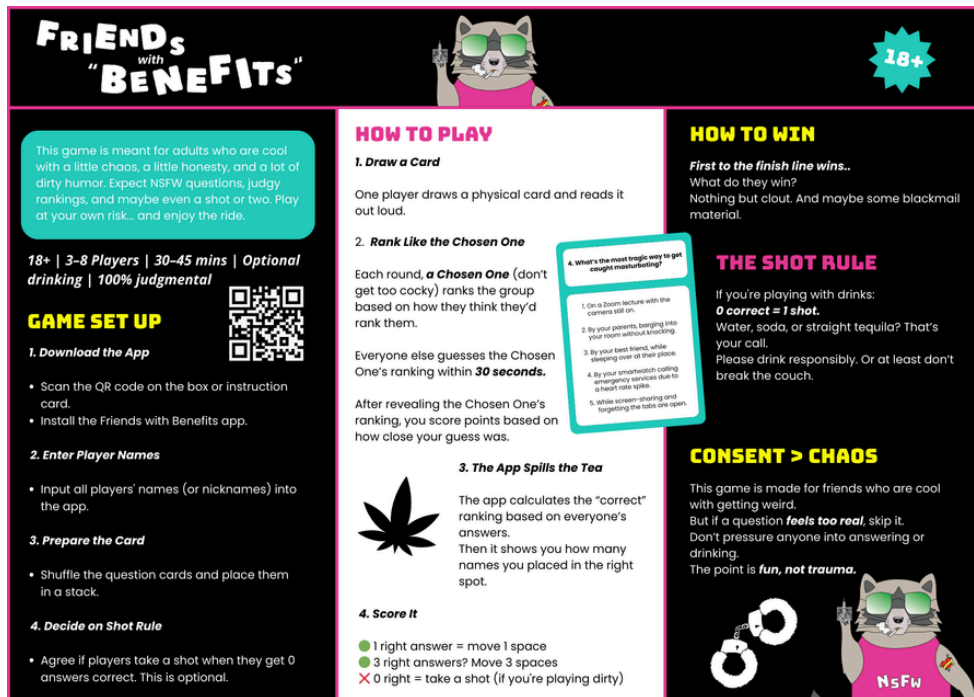 FRIENDS
with
"BENEFITS"
18+
This game is meant for adults who are cool
with a little chaos, a little honesty, and a lot of
dirty humor. Expect NSFW questions, judgy
rankings, and maybe even a shot or two. Play
at your own risk... and enjoy the ride.
18+ | 3–8 Players | 30–45 mins | Optional
drinking | 100% judgmental
GAME SET UP
1. Download the App
• Scan the QR code on the box or instruction
card.
• Install the Friends with Benefits app.
2. Enter Player Names
• Input all players' names (or nicknames) into
the app.
3. Prepare the Card
• Shuffle the question cards and place them
in a stack.
4. Decide on Shot Rule
• Agree if players take a shot when they get 0
answers correct. This is optional.
HOW TO PLAY
1. Draw a Card
One player draws a physical card and reads it
out loud.
2. Rank Like the Chosen One
Each round, a Chosen One (don't
get too cocky) ranks the group
based on how they think they'd
rank them.
Everyone else guesses the Chosen
One's ranking within 30 seconds.
After revealing the Chosen One's
ranking, you score points based on
how close your guess was.
4. What's the most tragic way to get
caught masturbating?
1. On a Zoom lecture with the
camera still on.
2. By your parents, barging into
your room without knocking.
3. By your best friend, while
sleeping over at their place.
4. By your smartwatch calling
emergency services due to
a heart rate spike.
5. While screen-sharing and
forgetting the tabs are open.
3. The App Spills the Tea
The app calculates the "correct"
ranking based on everyone's
answers.
Then it shows you how many
names you placed in the right
spot.
4. Score It
1 right answer = move 1 space
3 right answers? Move 3 spaces
0 right = take a shot (if you're playing dirty)
HOW TO WIN
First to the finish line wins..
What do they win?
Nothing but clout. And maybe some blackmail
material.
THE SHOT RULE
If you're playing with drinks:
0 correct = 1 shot.
Water, soda, or straight tequila? That's
your call.
Please drink responsibly. Or at least don't
break the couch.
CONSENT > CHAOS
This game is made for friends who are cool
with getting weird.
But if a question feels too real, skip it.
Don't pressure anyone into answering or
drinking.
The point is fun, not trauma.
NSFW